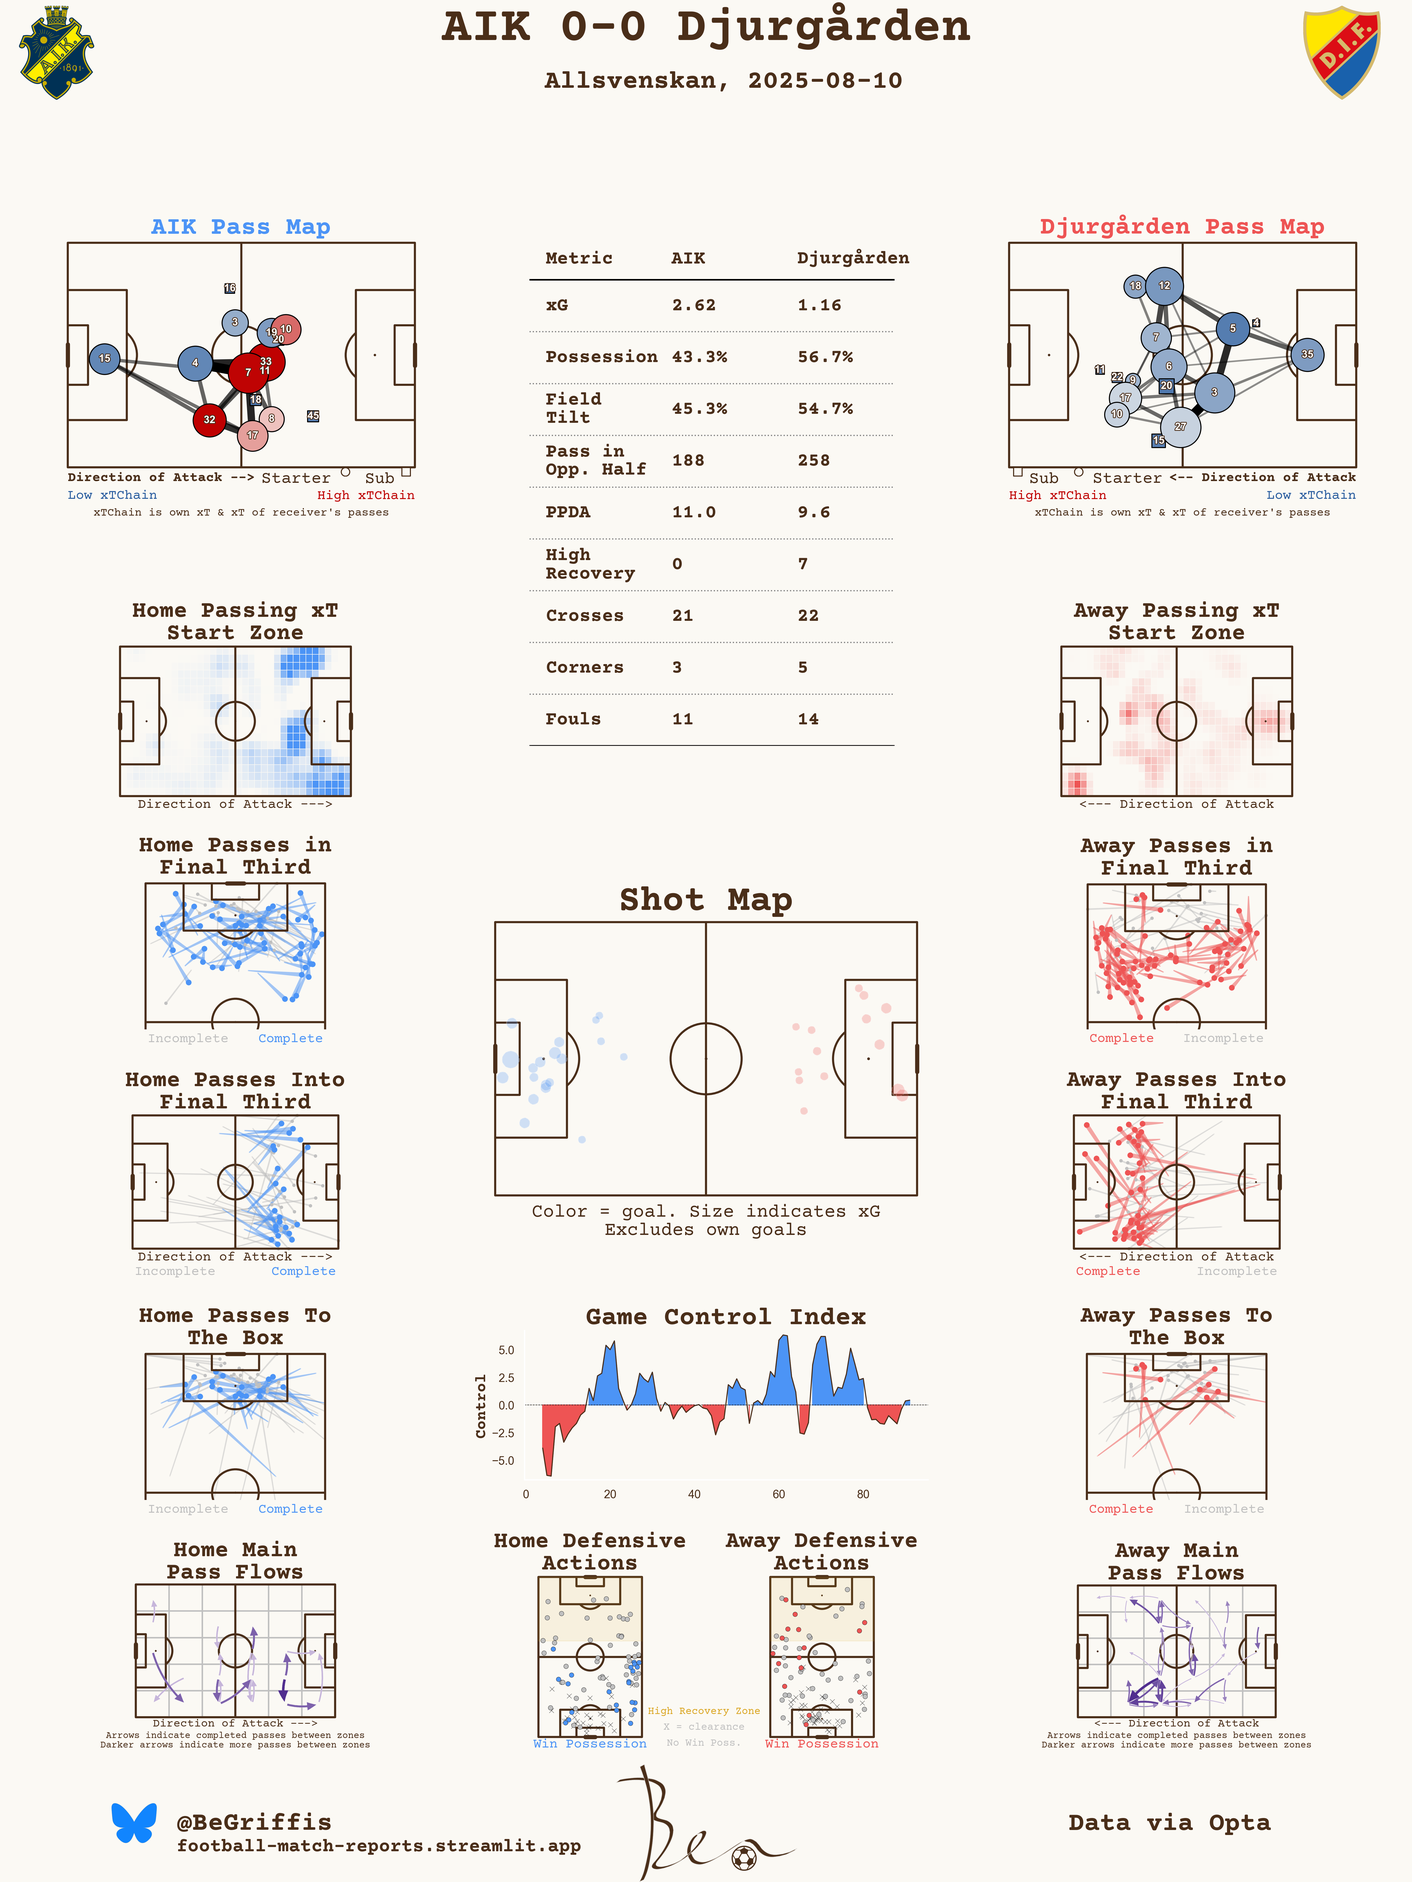 AIK 0-0 Djurgården
Allsvenskan, 2025-08-10
A.I.K.
1891
D.I.F.
AIK Pass Map
16
3
19
10
20
15
4
33
11
7
18
32
8
45
17
Direction of Attack --> Starter Sub
Low xTChain High xTChain
xTChain is own xT & xT of receiver's passes
Metric AIK Djurgården
xG 2.62 1.16
Possession 43.3% 56.7%
Field
Tilt 45.3% 54.7%
Pass in
Opp. Half 188 258
PPDA 11.0 9.6
High
Recovery 0 7
Crosses 21 22
Corners 3 5
Fouls 11 14
Djurgården Pass Map
18
12
5
4
7
35
6
11
22
9
20
3
17
10
27
15
Sub Starter <-- Direction of Attack
High xTChain Low xTChain
xTChain is own xT & xT of receiver's passes
Home Passing xT
Start Zone
Direction of Attack --->
Away Passing xT
Start Zone
<--- Direction of Attack
Home Passes in
Final Third
Incomplete Complete
Away Passes in
Final Third
Complete Incomplete
Shot Map
Color = goal. Size indicates xG
Excludes own goals
Home Passes Into
Final Third
Direction of Attack --->
Incomplete Complete
Away Passes Into
Final Third
<--- Direction of Attack
Complete Incomplete
Home Passes To
The Box
Incomplete Complete
Game Control Index
Control
5.0
2.5
0.0
−2.5
−5.0
0 20 40 60 80
Away Passes To
The Box
Complete Incomplete
Home Main
Pass Flows
Direction of Attack --->
Arrows indicate completed passes between zones
Darker arrows indicate more passes between zones
Home Defensive
Actions
Win Possession
High Recovery Zone
X = clearance
No Win Poss.
Away Defensive
Actions
Win Possession
Away Main
Pass Flows
<--- Direction of Attack
Arrows indicate completed passes between zones
Darker arrows indicate more passes between zones
@BeGriffis
football-match-reports.streamlit.app
Ben
Data via Opta